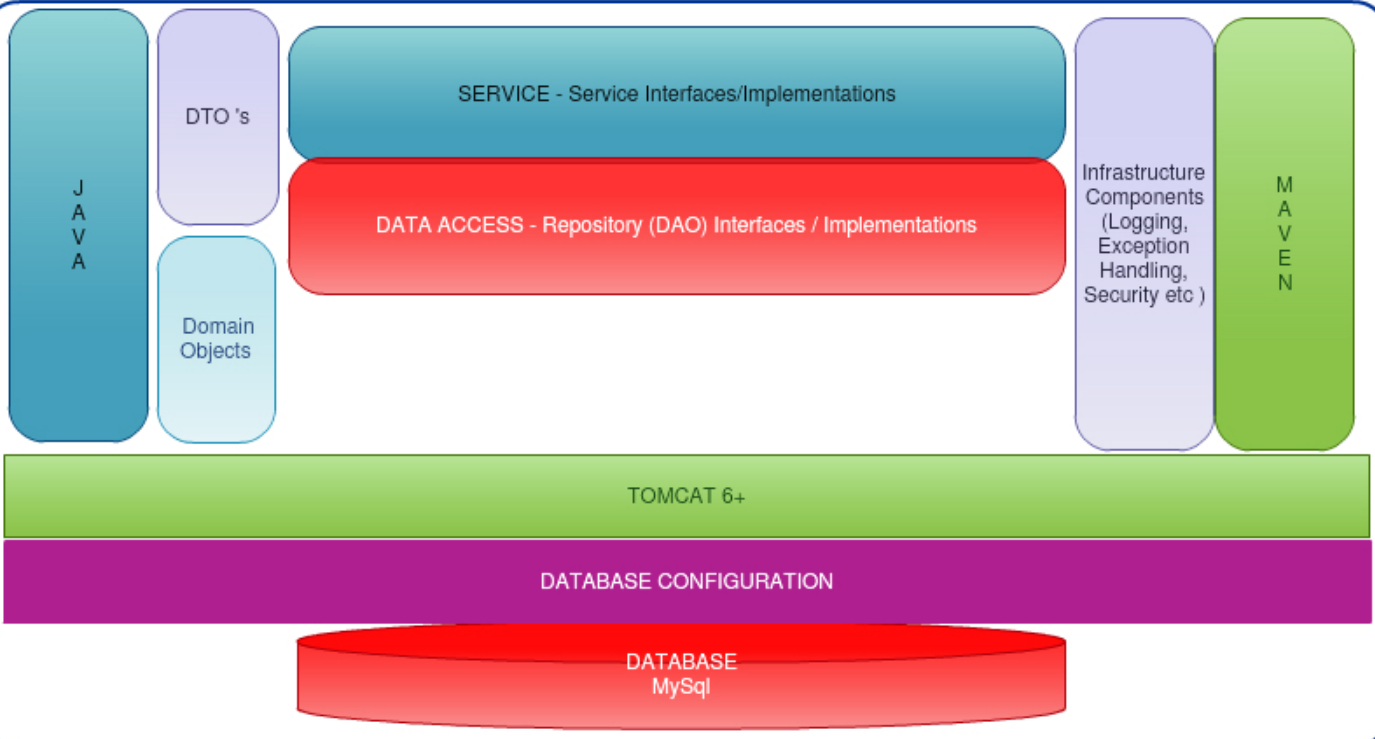 J
A
V
A
DTO 's
Domain
Objects
SERVICE - Service Interfaces/Implementations
DATA ACCESS - Repository (DAO) Interfaces / Implementations
Infrastructure
Components
(Logging,
Exception
Handling,
Security etc )
M
A
V
E
N
TOMCAT 6+
DATABASE CONFIGURATION
DATABASE
MySql